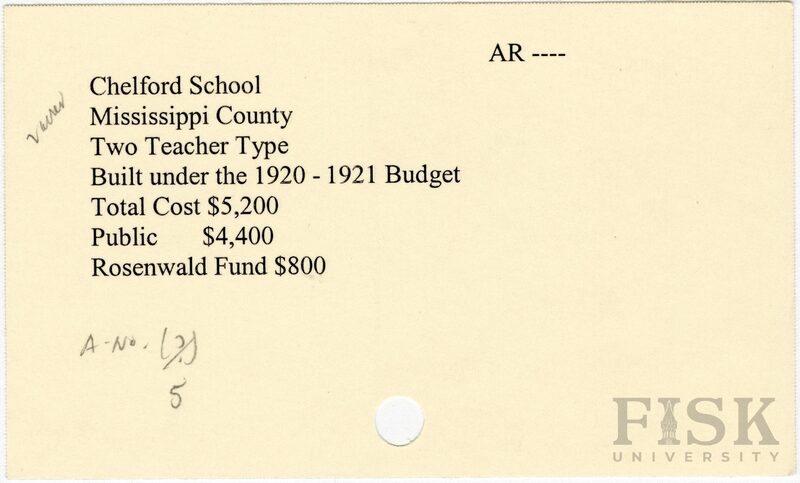 AR ----
Chelford School
Mississippi County
Two Teacher Type
Built under the 1920 - 1921 Budget
Total Cost $5,200
Public $4,400
Rosenwald Fund $800
A-No. (?)
5
FISK
UNIVERSITY